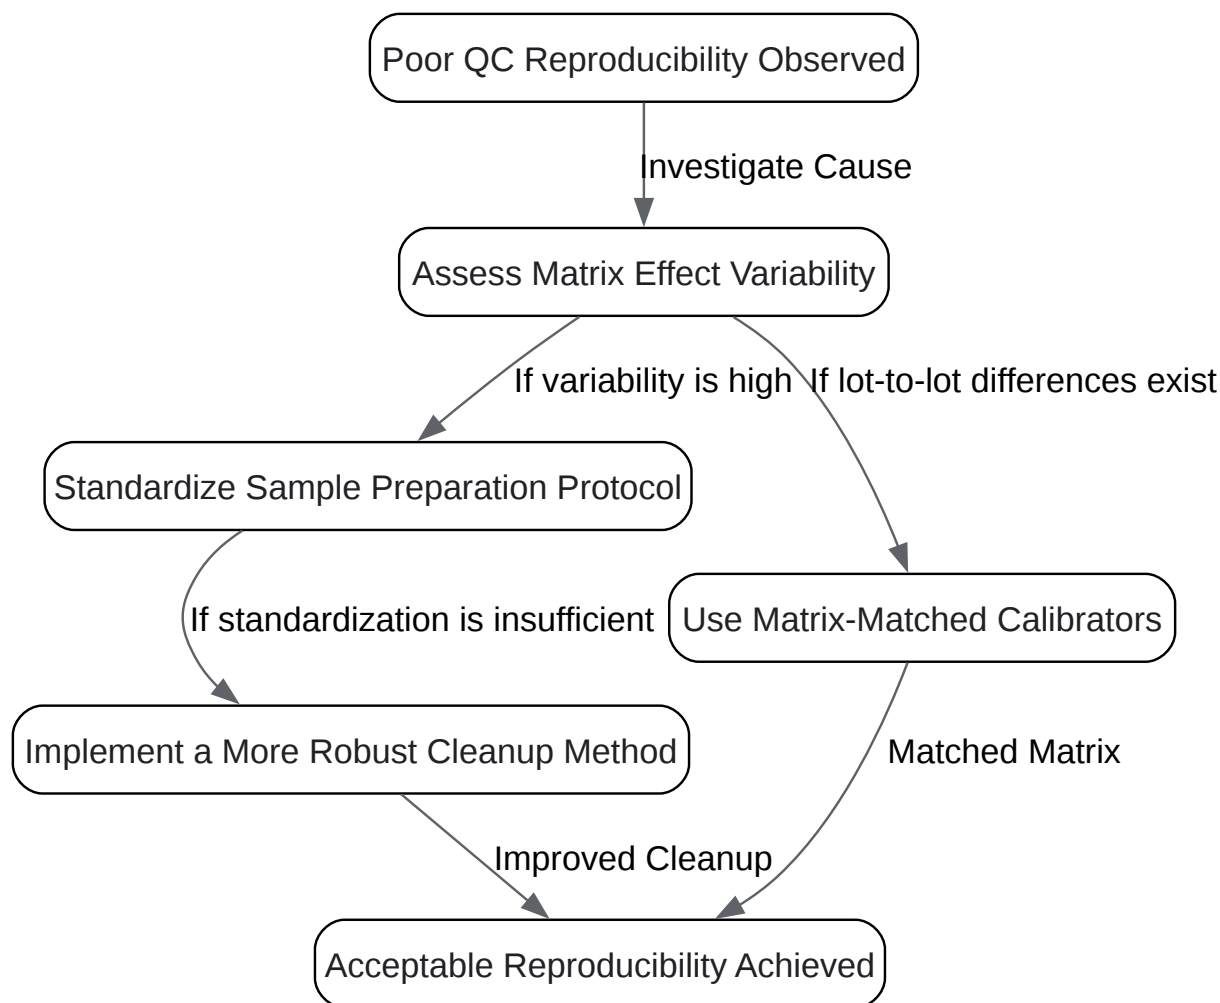 Poor QC Reproducibility Observed
Investigate Cause
Assess Matrix Effect Variability
If variability is high
If lot-to-lot differences exist
Standardize Sample Preparation Protocol
If standardization is insufficient
Use Matrix-Matched Calibrators
Implement a More Robust Cleanup Method
Matched Matrix
Improved Cleanup
Acceptable Reproducibility Achieved